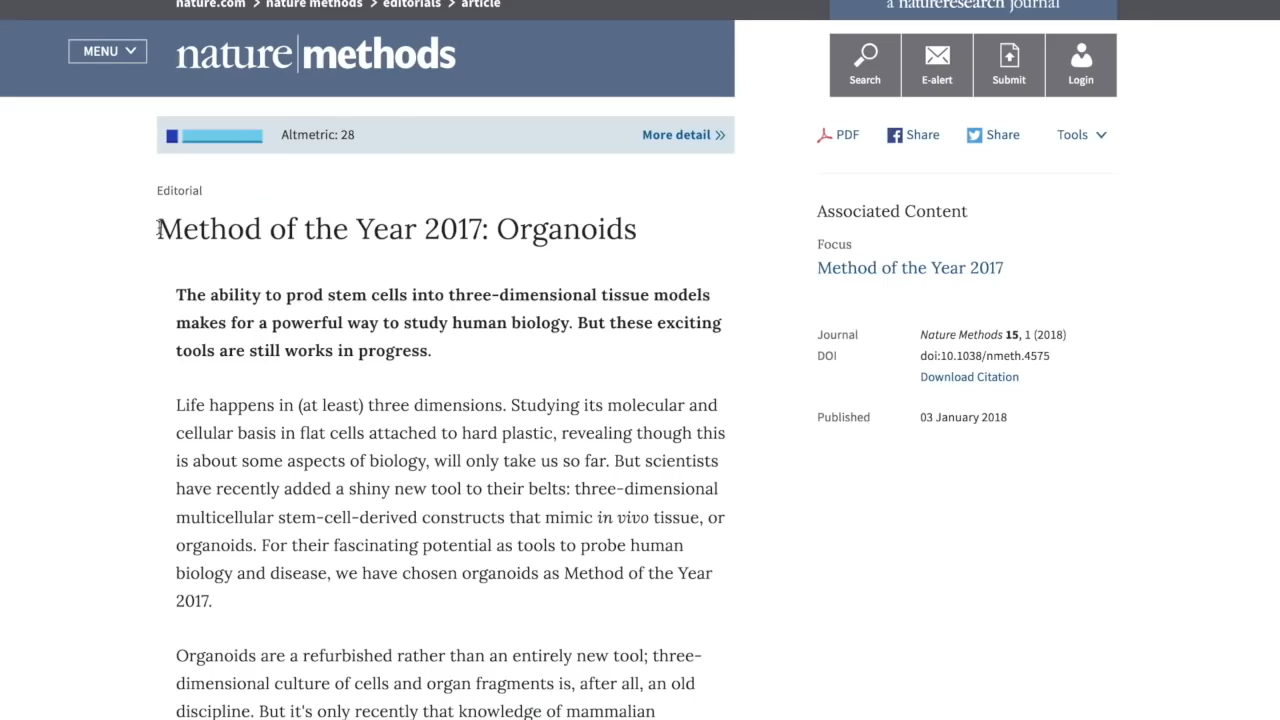 nature.com > nature methods > editorials > article
a natureresearch journal
MENU
nature methods
Search
E-alert
Submit
Login
Altmetric: 28
More detail »
PDF
Share
Share
Tools
Editorial
Method of the Year 2017: Organoids
The ability to prod stem cells into three-dimensional tissue models
makes for a powerful way to study human biology. But these exciting
tools are still works in progress.
Life happens in (at least) three dimensions. Studying its molecular and
cellular basis in flat cells attached to hard plastic, revealing though this
is about some aspects of biology, will only take us so far. But scientists
have recently added a shiny new tool to their belts: three-dimensional
multicellular stem-cell-derived constructs that mimic in vivo tissue, or
organoids. For their fascinating potential as tools to probe human
biology and disease, we have chosen organoids as Method of the Year
2017.
Organoids are a refurbished rather than an entirely new tool; three-
dimensional culture of cells and organ fragments is, after all, an old
discipline. But it's only recently that knowledge of mammalian
Associated Content
Focus
Method of the Year 2017
Journal
Nature Methods 15, 1 (2018)
DOI
doi:10.1038/nmeth.4575
Download Citation
Published
03 January 2018